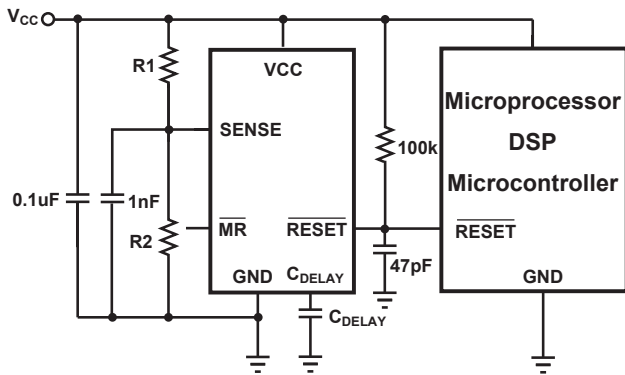 VCC
R1
VCC
SENSE
0.1uF
1nF
R2
MR
RESET
GND
CDELAY
CDELAY
100k
47pF
Microprocessor
DSP
Microcontroller
RESET
GND